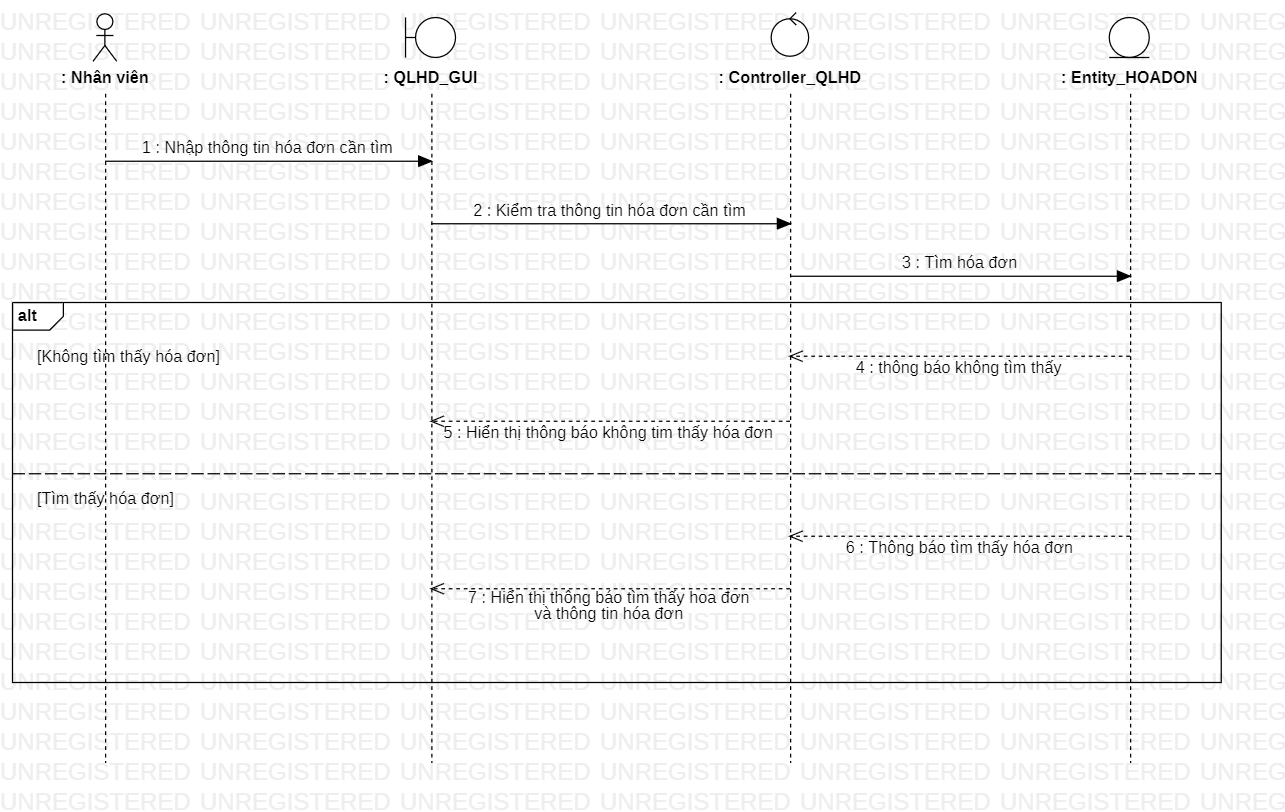 : Nhân viên
: QLHD_GUI
: Controller_QLHD
: Entity_HOADON
1 : Nhập thông tin hóa đơn cần tìm
2 : Kiểm tra thông tin hóa đơn cần tìm
3 : Tìm hóa đơn
alt
[Không tìm thấy hóa đơn]
4 : thông báo không tìm thấy
5 : Hiển thị thông báo không tim thấy hóa đơn
[Tìm thấy hóa đơn]
6 : Thông báo tìm thấy hóa đơn
7 : Hiển thị thông báo tìm thấy hoa đơn
và thông tin hóa đơn
UNREGISTERED